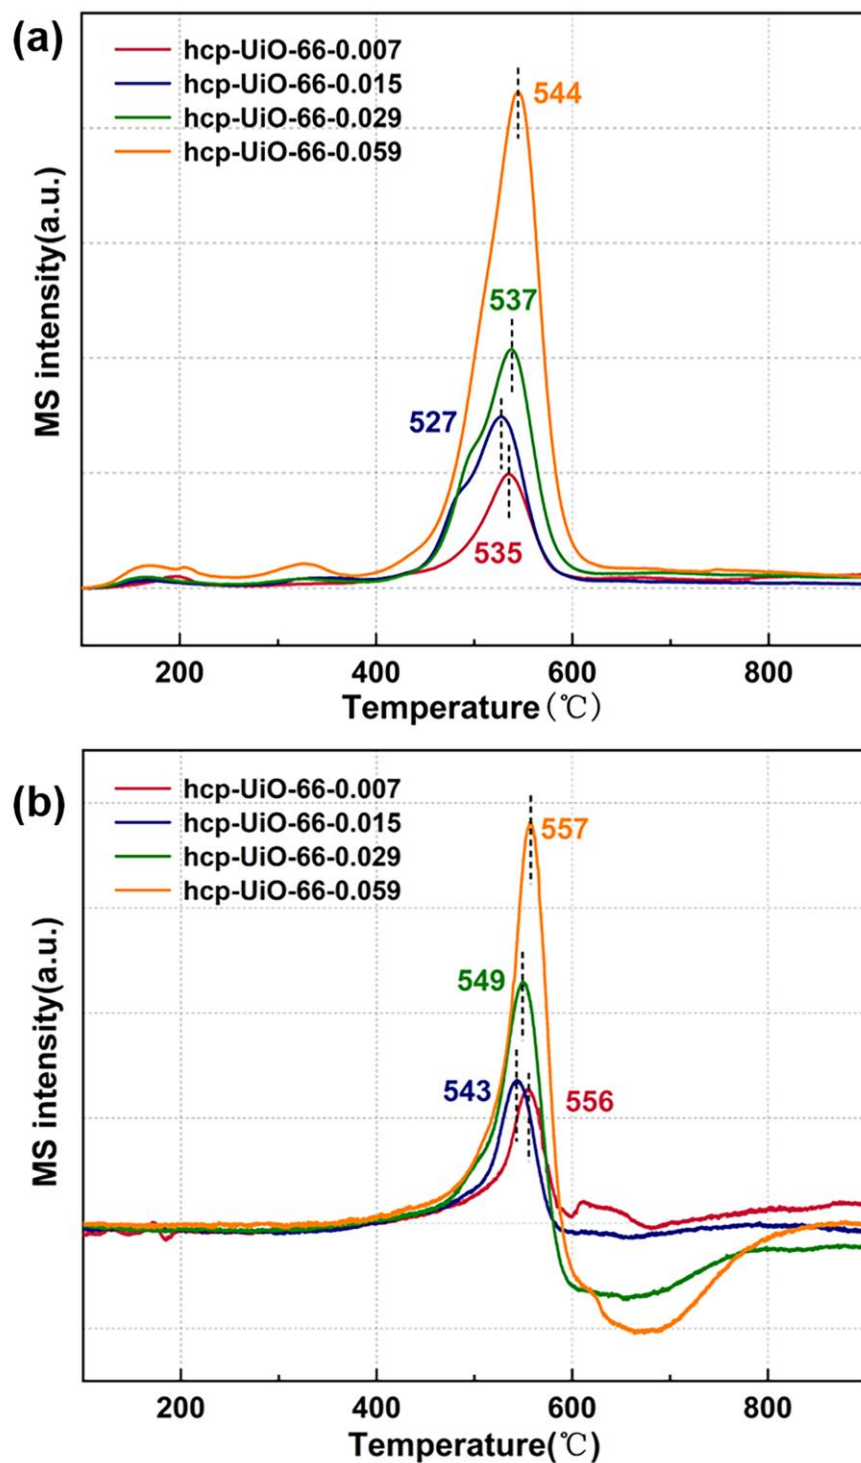 (a)
hcp-UiO-66-0.007
hcp-UiO-66-0.015
hcp-UiO-66-0.029
hcp-UiO-66-0.059
544
537
527
535
MS intensity(a.u.)
200 400 600 800
Temperature(℃)
(b)
hcp-UiO-66-0.007
hcp-UiO-66-0.015
hcp-UiO-66-0.029
hcp-UiO-66-0.059
557
549
543
556
MS intensity(a.u.)
200 400 600 800
Temperature(℃)